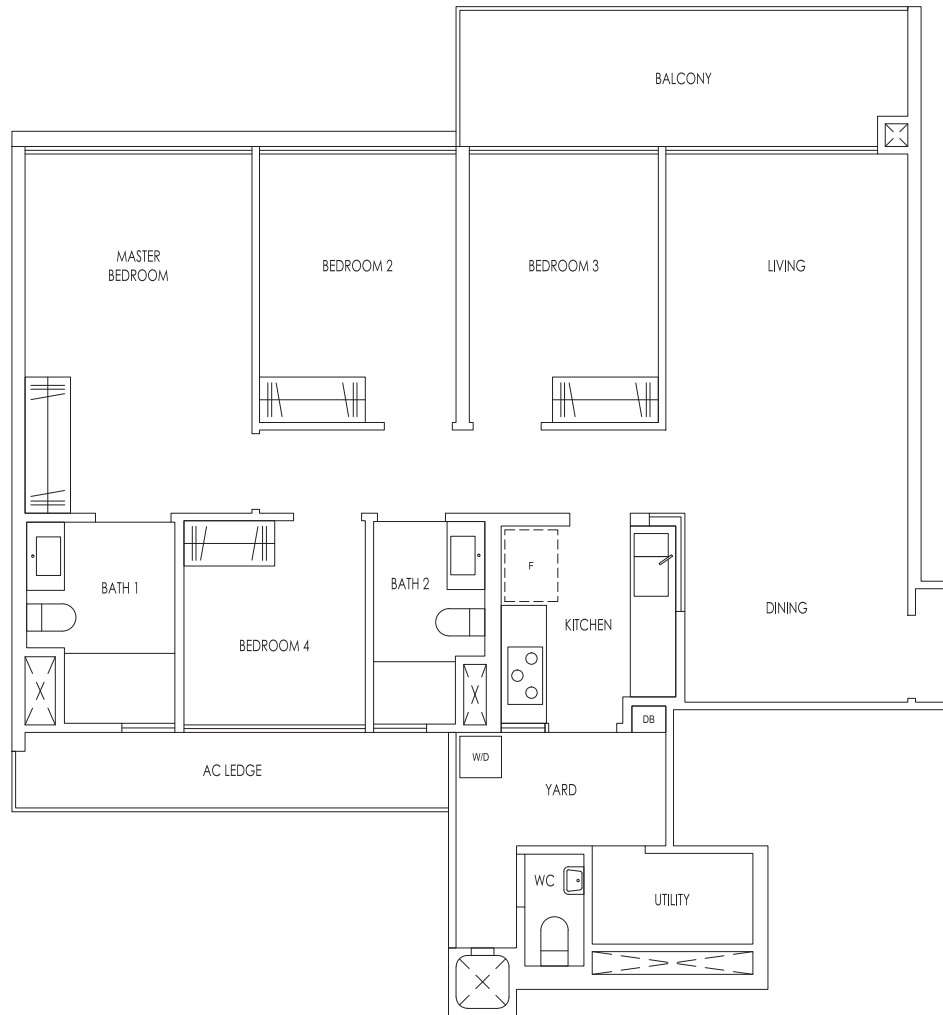 BALCONY
MASTER
BEDROOM
BEDROOM 2
BEDROOM 3
LIVING
F
BATH 1
BATH 2
DINING
KITCHEN
BEDROOM 4
DB
W/D
AC LEDGE
YARD
WC
UTILITY